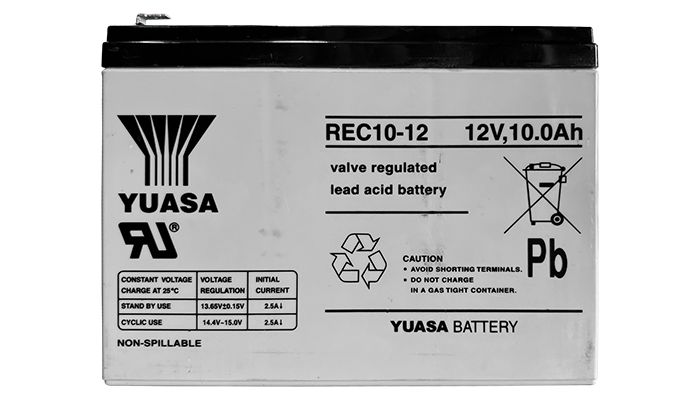 YUASA
REC10-12 12V,10.0Ah
valve regulated
lead acid battery
Pb
CAUTION
• AVOID SHORTING TERMINALS.
• DO NOT CHARGE
IN A GAS TIGHT CONTAINER.
YUASA BATTERY
CONSTANT VOLTAGE CHARGE AT 25°C VOLTAGE REGULATION INITIAL CURRENT
STAND BY USE 13.65V±0.15V 2.5A↓
CYCLIC USE 14.4V~15.0V 2.5A↓
NON-SPILLABLE